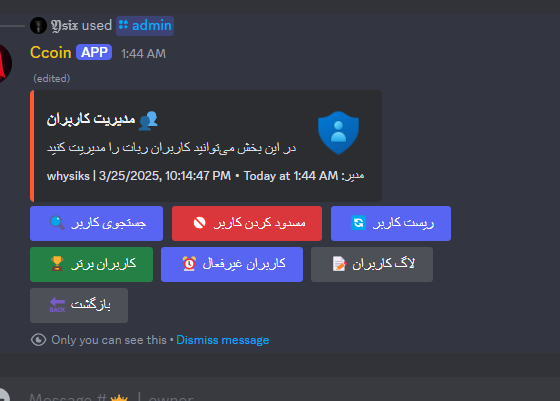 used admin
Ccoin APP 1:44 AM
(edited)
مدیریت کاربران
در این بخش می‌توانید کاربران ربات را مدیریت کنید
مدیر: whysiks | 3/25/2025, 10:14:47 PM • Today at 1:44 AM
جستجوی کاربر
مسدود کردن کاربر
ریست کاربر
کاربران برتر
کاربران غیرفعال
لاگ کاربران
بازگشت
BACK
Only you can see this • Dismiss message
Message # | owner